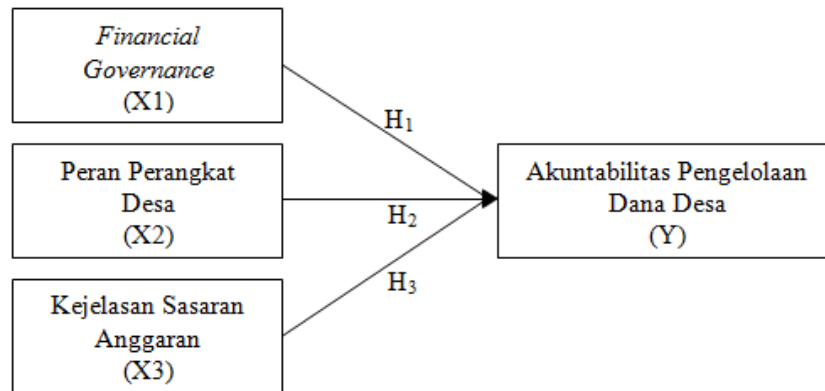 Financial
Governance
(X1)
H₁
Peran Perangkat
Desa
(X2)
H₂
Akuntabilitas Pengelolaan
Dana Desa
(Y)
H₃
Kejelasan Sasaran
Anggaran
(X3)